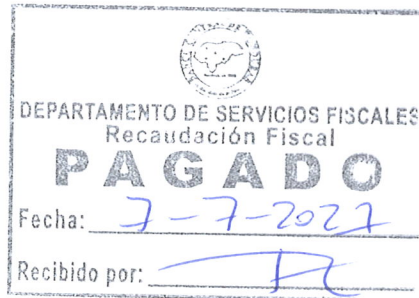 DEPARTAMENTO DE SERVICIOS FISCALES
Recaudación Fiscal
PAGADO
Fecha: 7-7-2021
Recibido por: